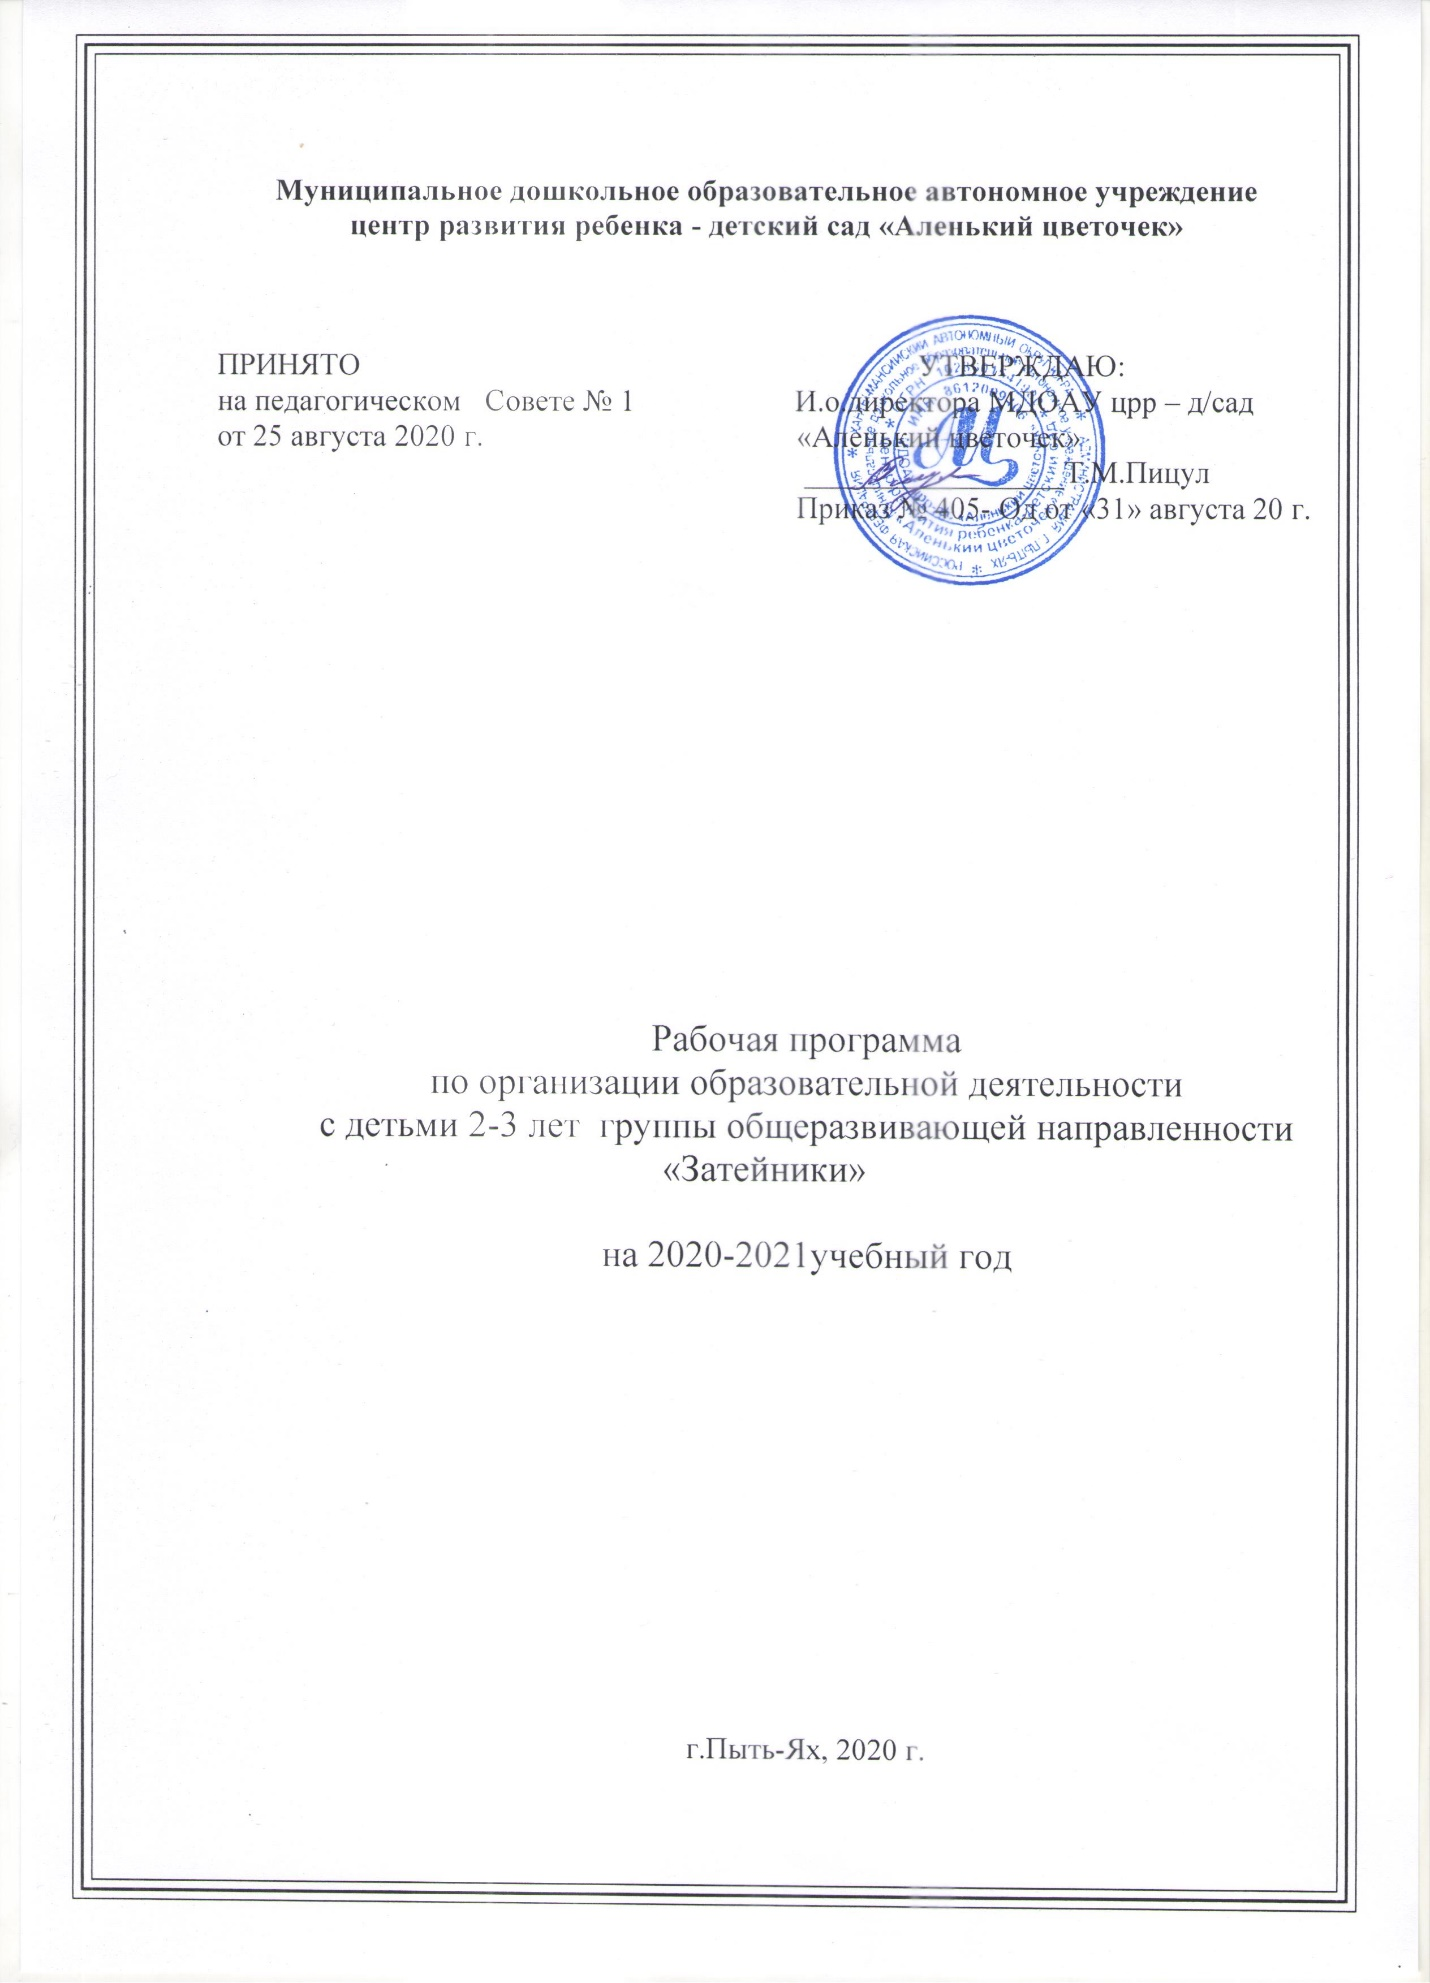 Муниципальное дошкольное образовательное автономное учреждение
центр развития ребенка - детский сад «Аленький цветочек»
ПРИНЯТО
на педагогическом Совете № 1
от 25 августа 2020 г.
УТВЕРЖДАЮ:
И.о.директора МДОАУ црр – д/сад
«Аленький цветочек»
Т.М.Пицул
Приказ № 405- Од от «31» августа 20 г.
Рабочая программа
по организации образовательной деятельности
с детьми 2-3 лет группы общеразвивающей направленности
«Затейники»
на 2020-2021учебный год
г.Пыть-Ях, 2020 г.